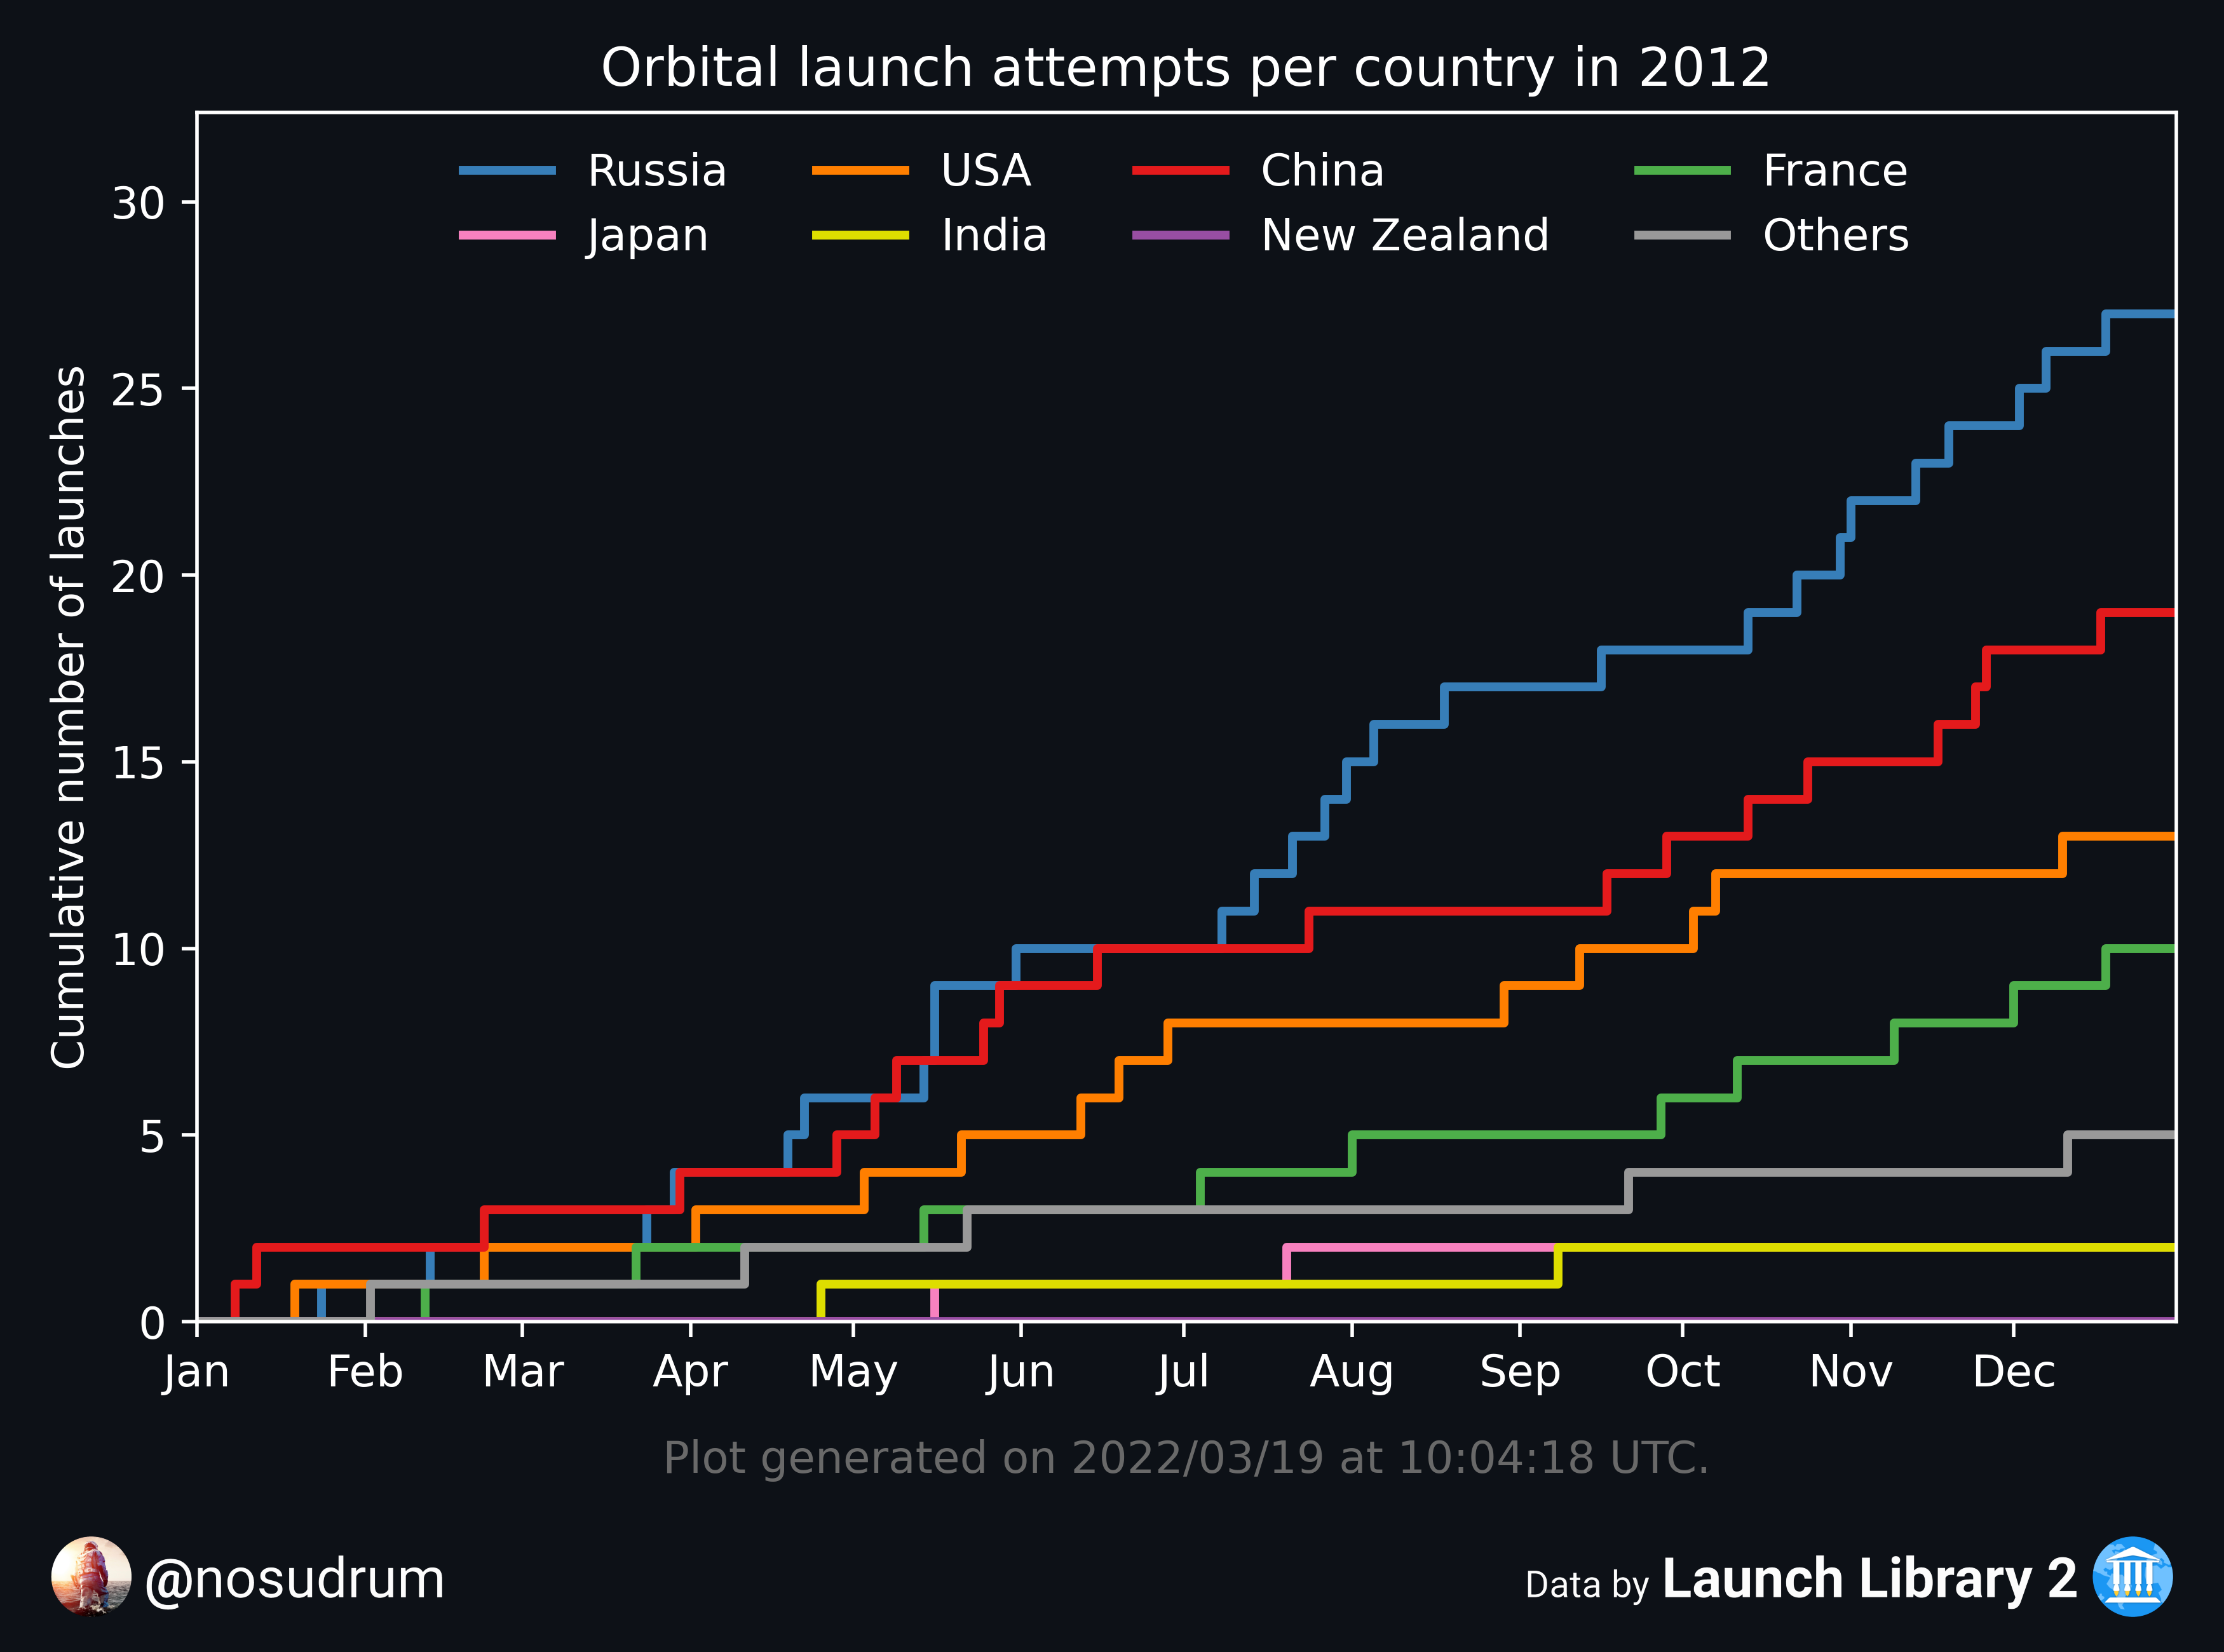 Orbital launch attempts per country in 2012
Russia USA China France
Japan India New Zealand Others
Cumulative number of launches
30
25
20
15
10
5
0
Jan Feb Mar Apr May Jun Jul Aug Sep Oct Nov Dec
Plot generated on 2022/03/19 at 10:04:18 UTC.
@nosudrum
Data by Launch Library 2